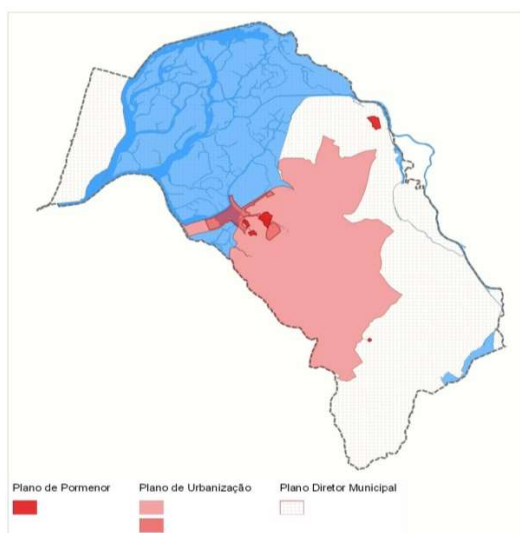 Plano de Pormenor
Plano de Urbanização
Plano Diretor Municipal